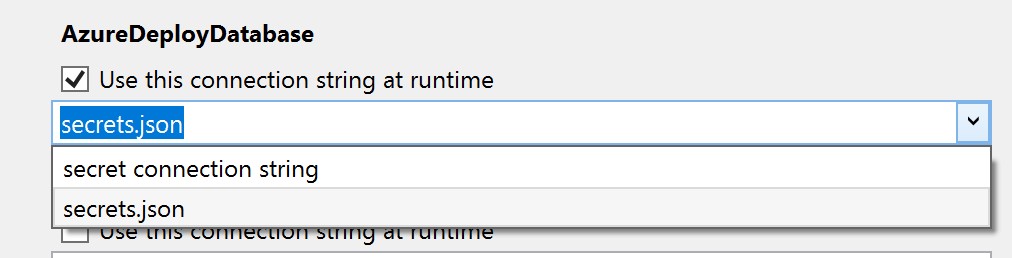 AzureDeployDatabase
Use this connection string at runtime
secrets.json
secret connection string
secrets.json
Use this connection string at runtime